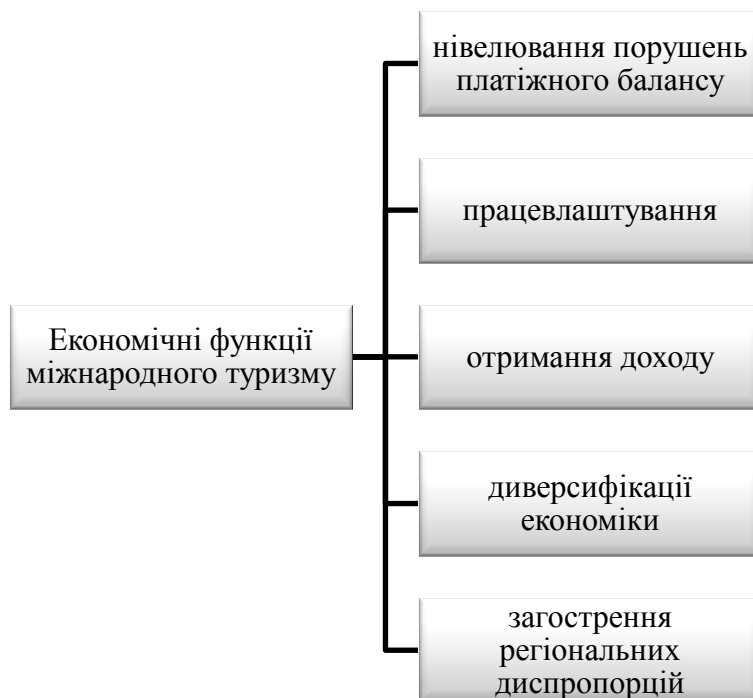 нівелювання порушень
платіжного балансу
працевлаштування
Економічні функції
міжнародного туризму
отримання доходу
диверсифікації
економіки
загострення
регіональних
диспропорцій